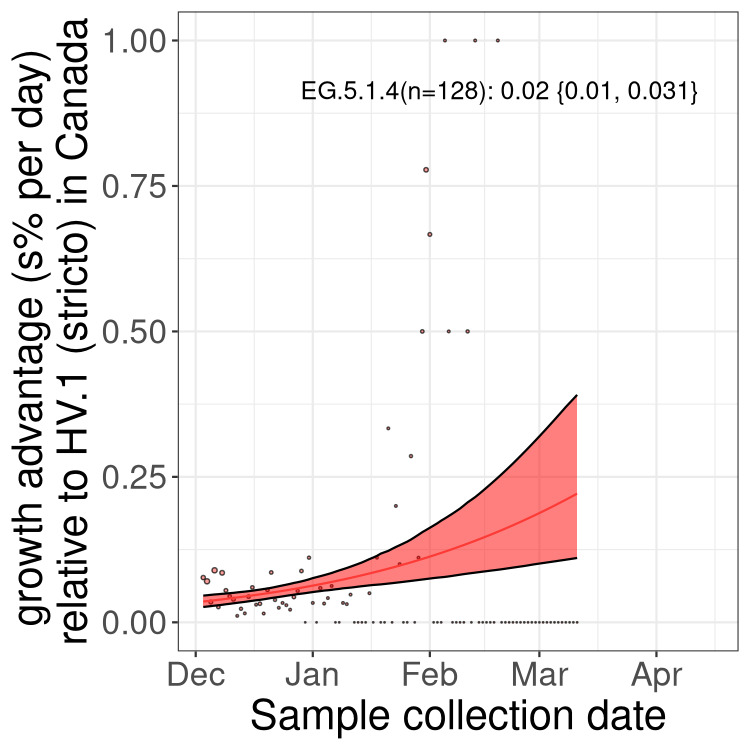 growth advantage (s% per day)
relative to HV.1 (stricto) in Canada
1.00
0.75
0.50
0.25
0.00
EG.5.1.4(n=128): 0.02 {0.01, 0.031}
Dec Jan Feb Mar Apr
Sample collection date